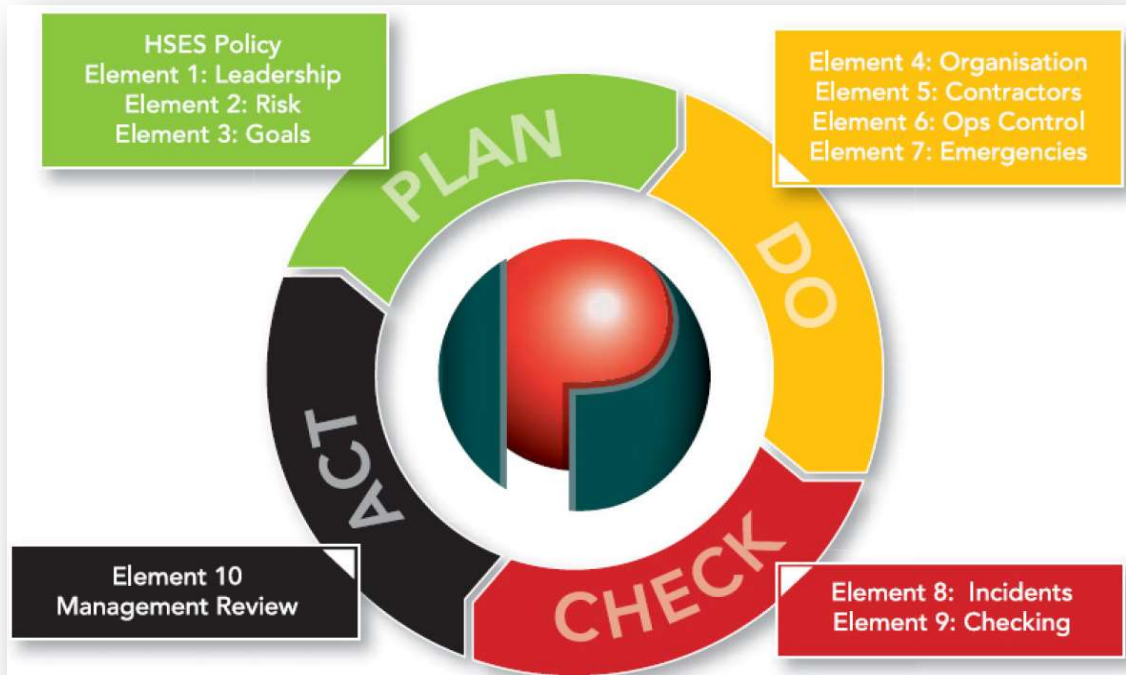 HSES Policy
Element 1: Leadership
Element 2: Risk
Element 3: Goals
Element 4: Organisation
Element 5: Contractors
Element 6: Ops Control
Element 7: Emergencies
PLAN
DO
ACT
CHECK
Element 10
Management Review
Element 8: Incidents
Element 9: Checking